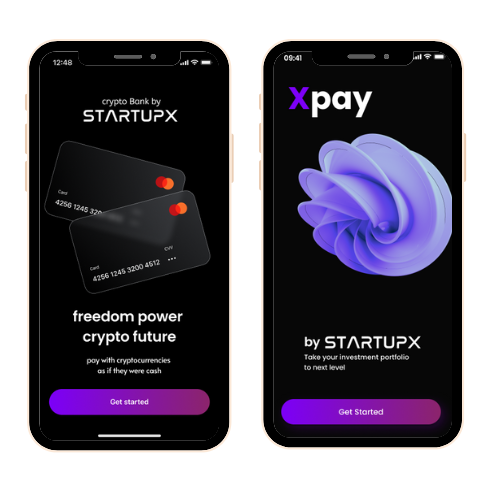 12:48
crypto Bank by
STARTUPX
Card
4256 1245 320
CVV
Card
4256 1245 3200 4512
•••
freedom power
crypto future
pay with cryptocurrencies
as if they were cash
Get started
09:41
Xpay
by STARTUPX
Take your investment portfolio
to next level
Get Started